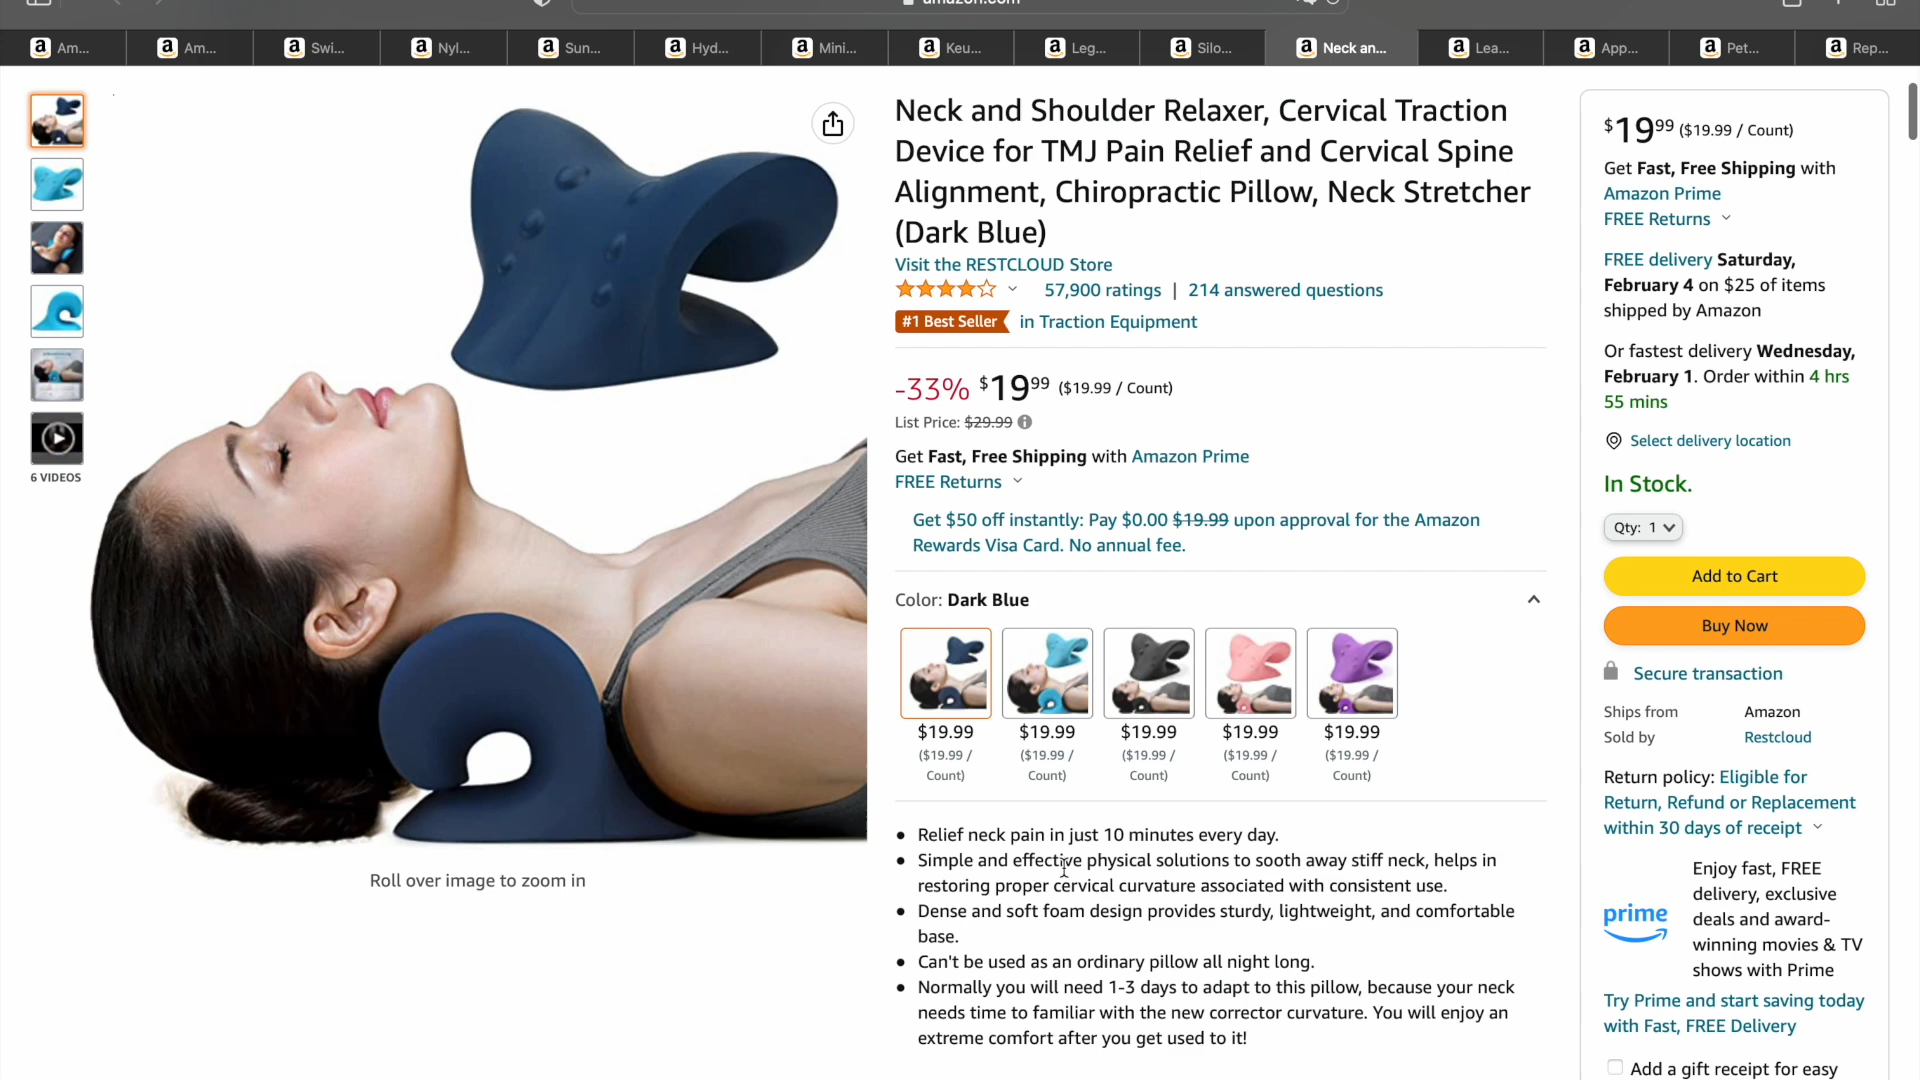 amazon.com
Am...
Am...
Swi...
Nyl...
Sun...
Hyd...
Mini...
Keu...
Leg...
Silo...
Neck an...
Lea...
App...
Pet...
Rep...
6 VIDEOS
Roll over image to zoom in
Neck and Shoulder Relaxer, Cervical Traction
Device for TMJ Pain Relief and Cervical Spine
Alignment, Chiropractic Pillow, Neck Stretcher
(Dark Blue)
Visit the RESTCLOUD Store
57,900 ratings | 214 answered questions
#1 Best Seller in Traction Equipment
-33% $19 99 ($19.99 / Count)
List Price: $29.99
Get Fast, Free Shipping with Amazon Prime
FREE Returns
Get $50 off instantly: Pay $0.00 $19.99 upon approval for the Amazon
Rewards Visa Card. No annual fee.
Color: Dark Blue
$19.99 $19.99 $19.99 $19.99 $19.99
($19.99 / ($19.99 / ($19.99 / ($19.99 / ($19.99 /
Count) Count) Count) Count) Count)
• Relief neck pain in just 10 minutes every day.
• Simple and effective physical solutions to sooth away stiff neck, helps in
restoring proper cervical curvature associated with consistent use.
• Dense and soft foam design provides sturdy, lightweight, and comfortable
base.
• Can't be used as an ordinary pillow all night long.
• Normally you will need 1-3 days to adapt to this pillow, because your neck
needs time to familiar with the new corrector curvature. You will enjoy an
extreme comfort after you get used to it!
$19 99 ($19.99 / Count)
Get Fast, Free Shipping with
Amazon Prime
FREE Returns
FREE delivery Saturday,
February 4 on $25 of items
shipped by Amazon
Or fastest delivery Wednesday,
February 1. Order within 4 hrs
55 mins
Select delivery location
In Stock.
Qty: 1
Add to Cart
Buy Now
Secure transaction
Ships from Amazon
Sold by Restcloud
Return policy: Eligible for
Return, Refund or Replacement
within 30 days of receipt
prime
Enjoy fast, FREE
delivery, exclusive
deals and award-
winning movies & TV
shows with Prime
Try Prime and start saving today
with Fast, FREE Delivery
Add a gift receipt for easy